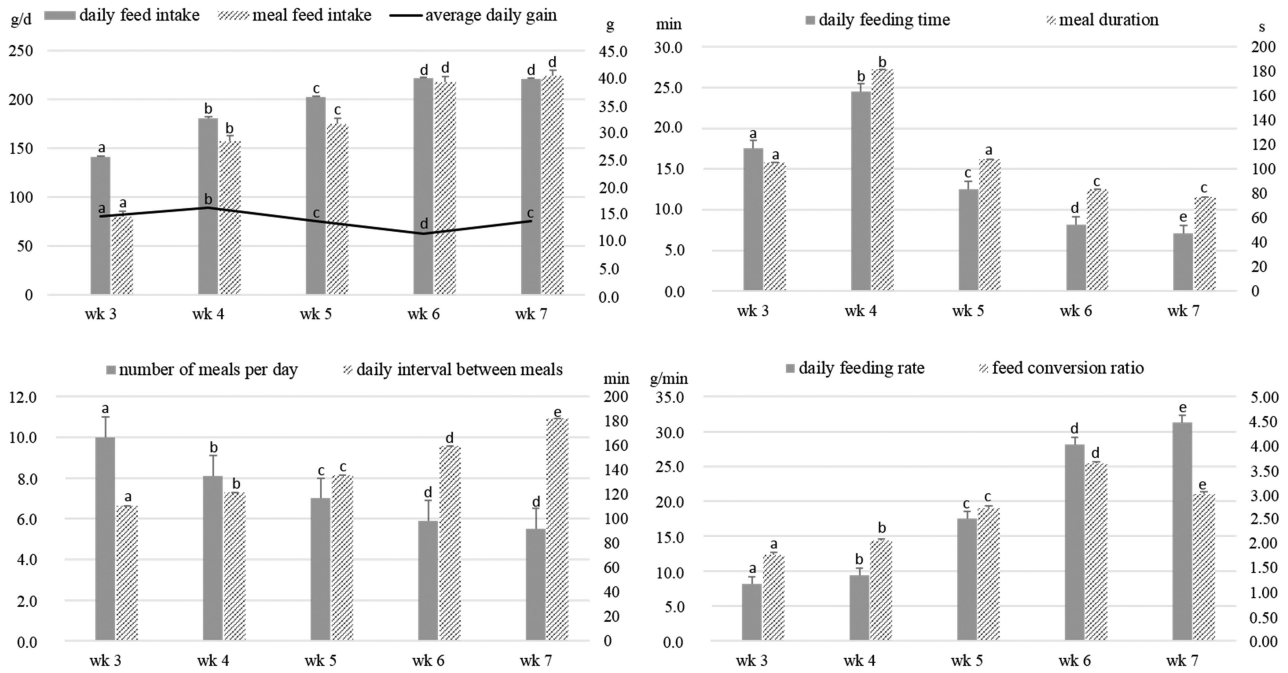 daily feed intake meal feed intake average daily gain
g/d g
250 45.0
200 40.0
150 35.0
100 30.0
50 25.0
0 20.0
15.0
10.0
5.0
0.0
a a a
b b b
c c c
d d d
d d c
wk 3 wk 4 wk 5 wk 6 wk 7
daily feeding time meal duration
min s
30.0 200
25.0 180
20.0 160
15.0 140
10.0 120
5.0 100
0.0 80
60
40
20
0
a a
b b
c a
d c
e c
wk 3 wk 4 wk 5 wk 6 wk 7
number of meals per day daily interval between meals
min
12.0 200
10.0 180
8.0 160
6.0 140
4.0 120
2.0 100
0.0 80
60
40
20
0
a a
b b
c c
d d
d e
wk 3 wk 4 wk 5 wk 6 wk 7
daily feeding rate feed conversion ratio
g/min
35.0 5.00
30.0 4.50
25.0 4.00
20.0 3.50
15.0 3.00
10.0 2.50
5.0 2.00
0.0 1.50
1.00
0.50
0.00
a a
b b
c c
d d
e e
wk 3 wk 4 wk 5 wk 6 wk 7